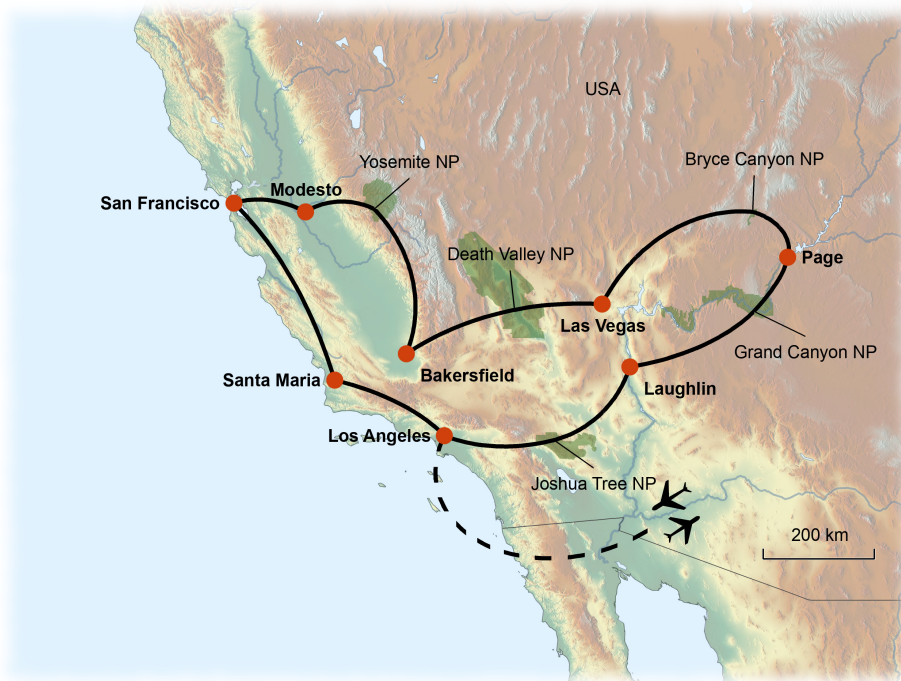 USA
Bryce Canyon NP
Yosemite NP
Modesto
San Francisco
Death Valley NP
Page
Las Vegas
Grand Canyon NP
Santa Maria
Bakersfield
Laughlin
Los Angeles
Joshua Tree NP
200 km